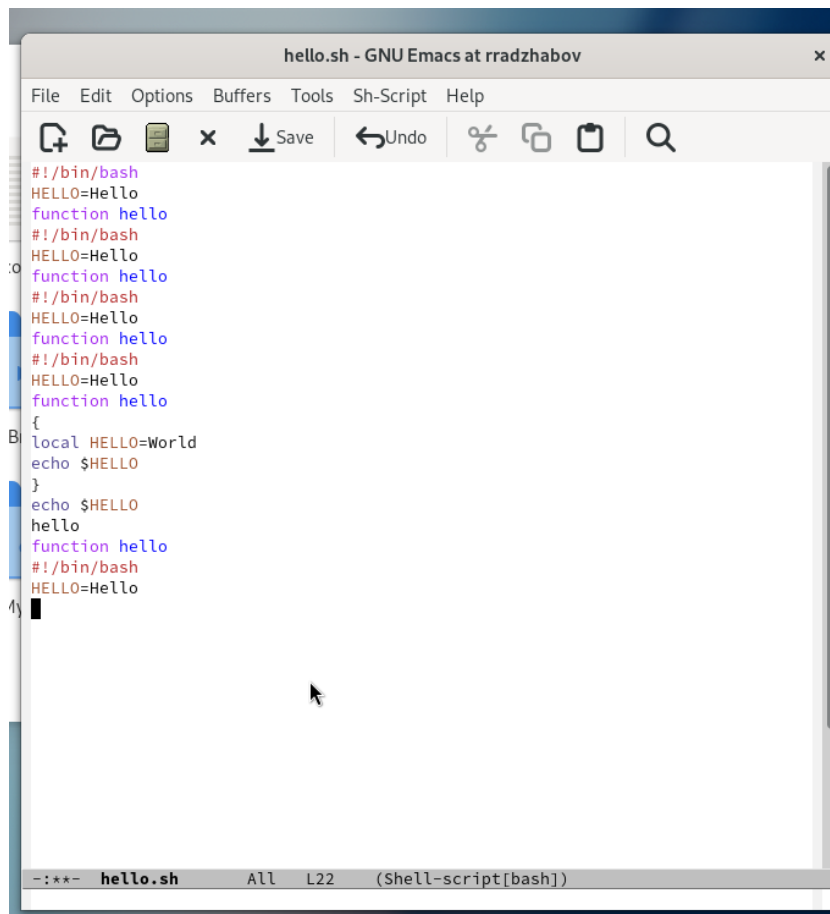 hello.sh - GNU Emacs at rradzhabov
File Edit Options Buffers Tools Sh-Script Help
Save Undo
#!/bin/bash
HELLO=Hello
function hello
#!/bin/bash
HELLO=Hello
function hello
#!/bin/bash
HELLO=Hello
function hello
#!/bin/bash
HELLO=Hello
function hello
{
local HELLO=World
echo $HELLO
}
echo $HELLO
hello
function hello
#!/bin/bash
HELLO=Hello
-:**- hello.sh All L22 (Shell-script[bash])